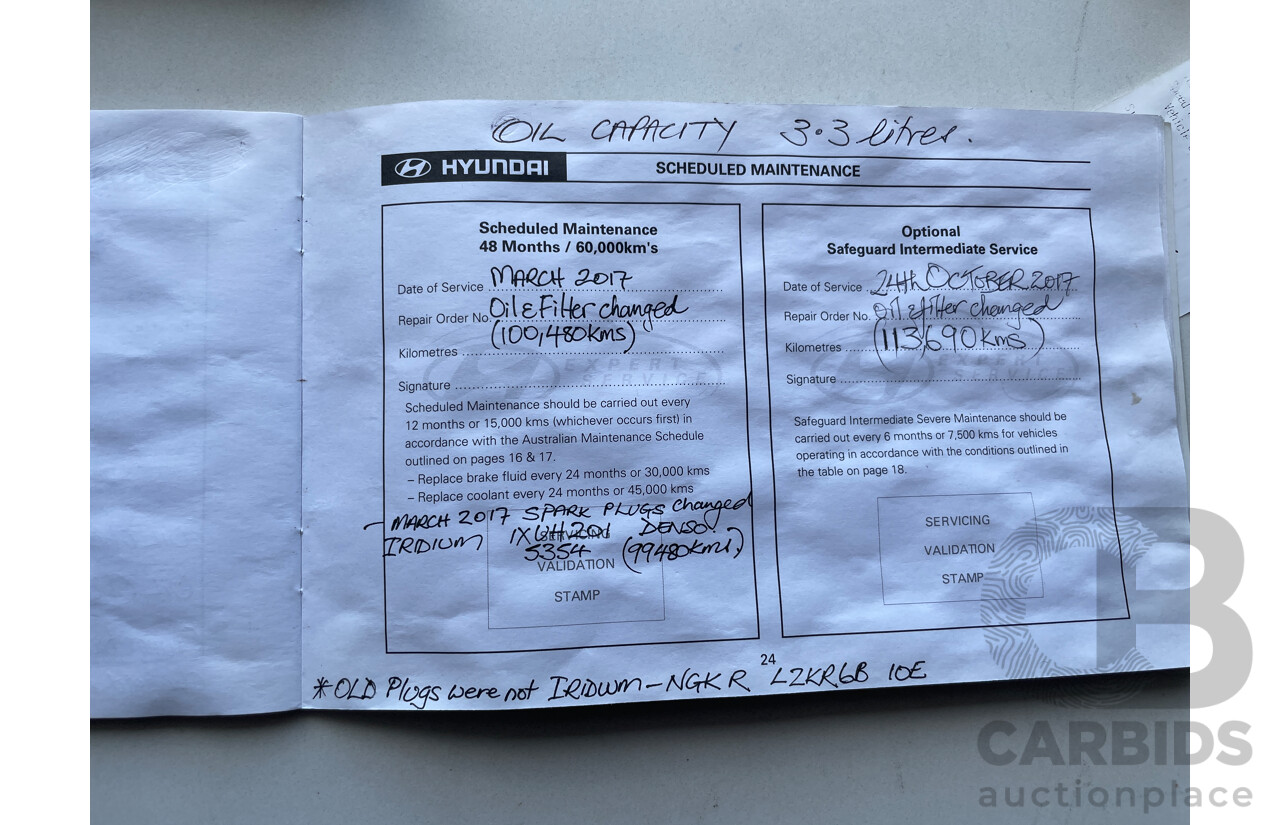 OIL CAPACITY 3.3 litres.
HYUNDAI SCHEDULED MAINTENANCE
Scheduled Maintenance
48 Months / 60,000km's
Date of Service MARCH 2017
Repair Order No. Oil & Filter changed
(100,480kms)
Kilometres
EXPERT
SERVICE
Signature
Scheduled Maintenance should be carried out every
12 months or 15,000 kms (whichever occurs first) in
accordance with the Australian Maintenance Schedule
outlined on pages 16 & 17.
– Replace brake fluid every 24 months or 30,000 kms
– Replace coolant every 24 months or 45,000 kms
– MARCH 2017 SPARK PLUGS changed
IRIDIUM DENSO.
5354 (99480kms)
SERVICING
VALIDATION
STAMP
Optional
Safeguard Intermediate Service
Date of Service 24th OCTOBER 2017
Repair Order No. Oil & filter changed
Kilometres (113,690kms)
SERVICE
Signature
Safeguard Intermediate Severe Maintenance should be
carried out every 6 months or 7,500 kms for vehicles
operating in accordance with the conditions outlined in
the table on page 18.
SERVICING
VALIDATION
STAMP
24
*OLD Plugs were not IRIDIUM – NGK R LZKR6B 10E
CARBIDS
auctionplace